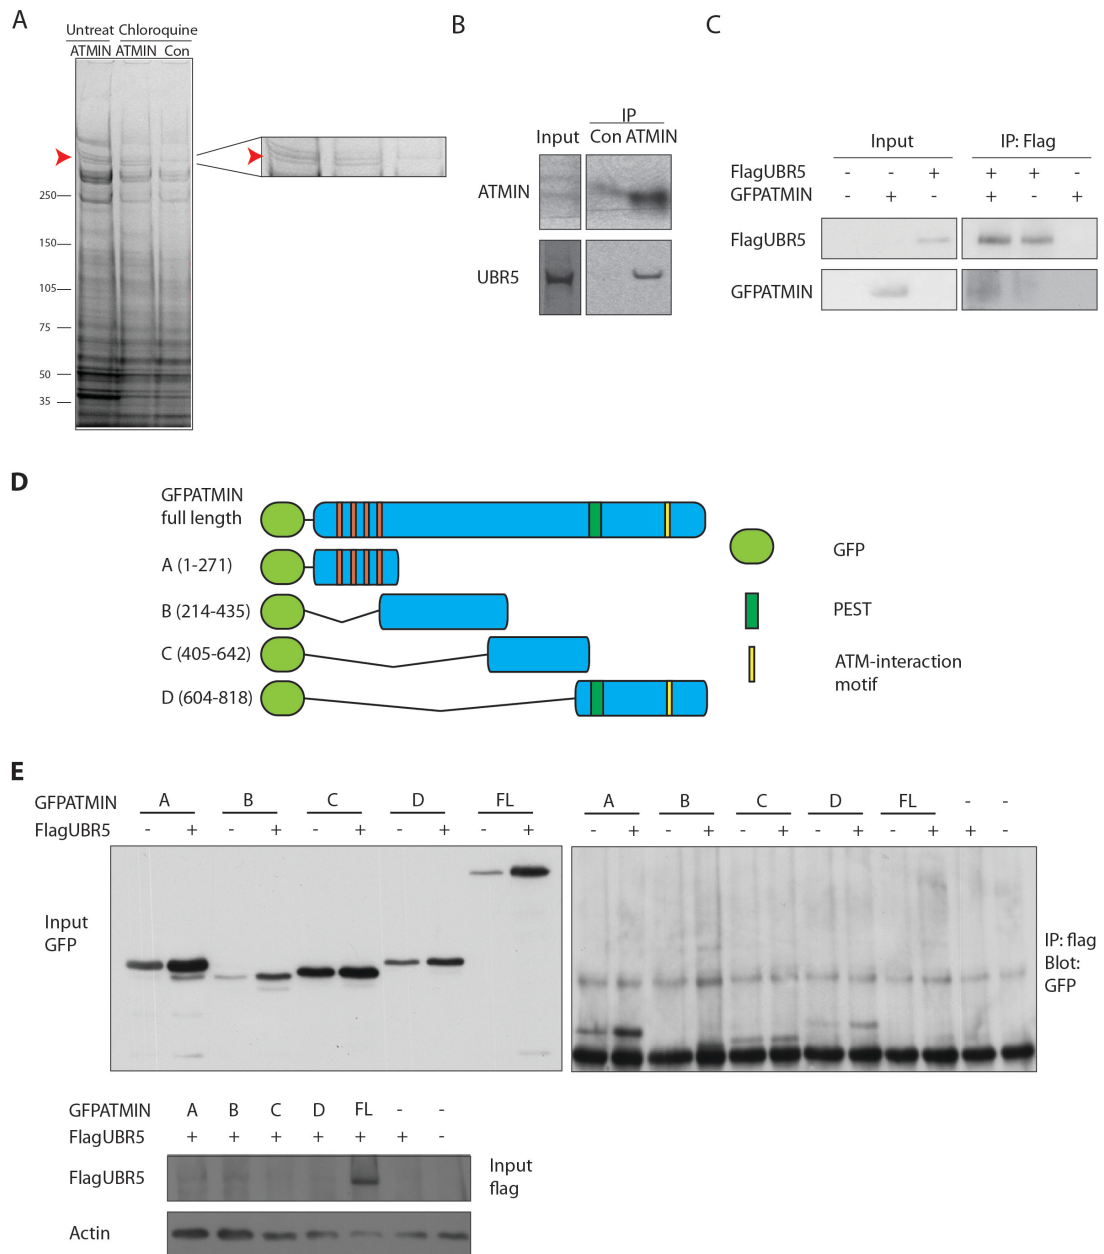 A
Untreat Chloroquine
ATMIN ATMIN Con
250
150
105
75
50
35
B
IP
Input Con ATMIN
ATMIN
UBR5
C
Input IP: Flag
FlagUBR5 - - + + + -
GFPATMIN - + - + - +
FlagUBR5
GFPATMIN
D
GFPATMIN
full length
A (1-271)
B (214-435)
C (405-642)
D (604-818)
GFP
PEST
ATM-interaction
motif
E
GFPATMIN A B C D FL A B C D FL - -
FlagUBR5 - + - + - + - + - + - + - + - + - + - + + -
Input
GFP
IP: flag
Blot:
GFP
GFPATMIN A B C D FL - -
FlagUBR5 + + + + + + -
FlagUBR5
Input
flag
Actin